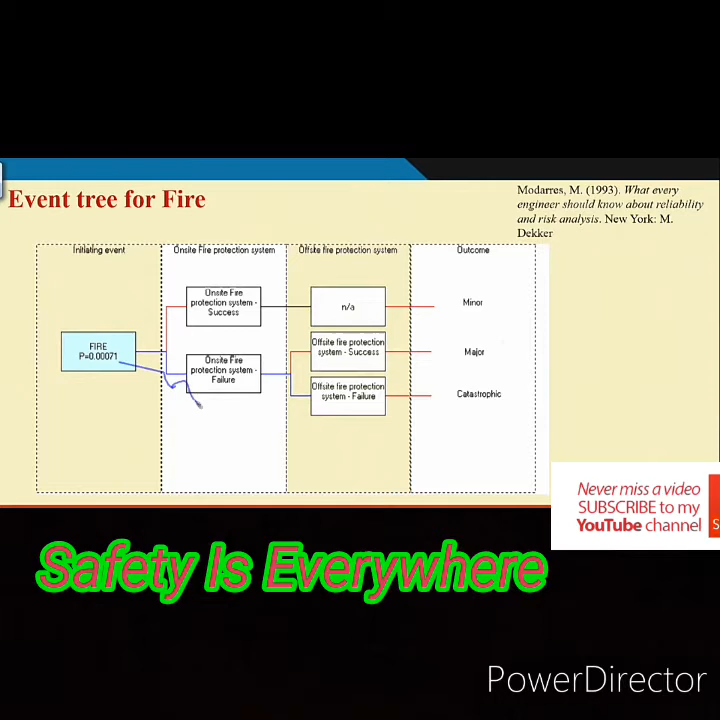 Event tree for Fire
Modarres, M. (1993). What every
engineer should know about reliability
and risk analysis. New York: M.
Dekker
Initiating event
Onsite Fire protection system
Offsite fire protection system
Outcome
Onsite Fire
protection system -
Success
n/a
Minor
FIRE
P=0.00071
Offsite fire protection
system - Success
Major
Onsite Fire
protection system -
Failure
Offsite fire protection
system - Failure
Catastrophic
Never miss a video
SUBSCRIBE to my
YouTube channel
S
Safety Is Everywhere
PowerDirector